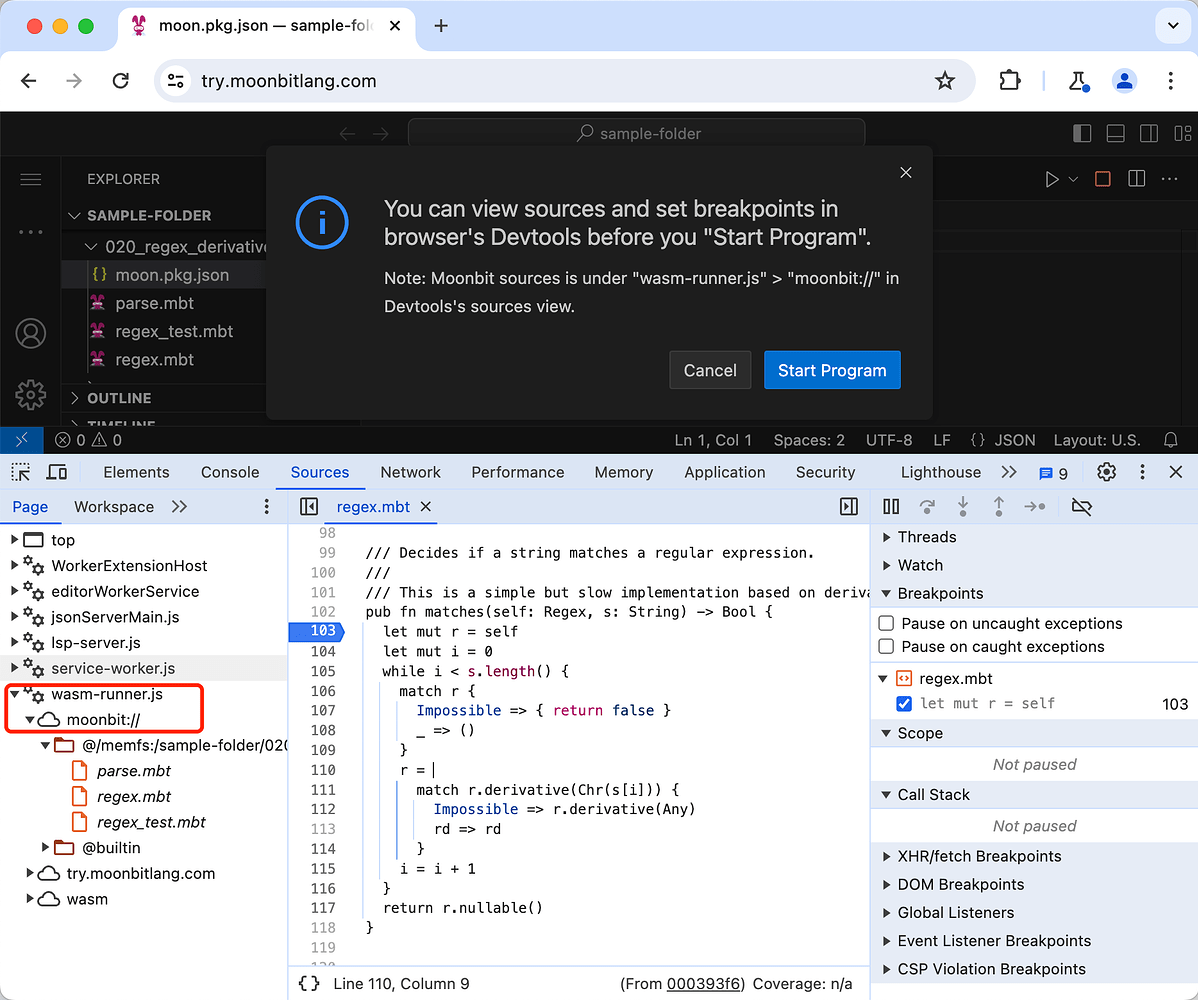 moon.pkg.json — sample-fol
try.moonbitlang.com
sample-folder
EXPLORER
SAMPLE-FOLDER
020_regex_derivative
{} moon.pkg.json
parse.mbt
regex_test.mbt
regex.mbt
OUTLINE
TIMELINE
You can view sources and set breakpoints in
browser's Devtools before you "Start Program".
Note: Moonbit sources is under "wasm-runner.js" > "moonbit://" in
Devtools's sources view.
Cancel
Start Program
0 0
Ln 1, Col 1 Spaces: 2 UTF-8 LF {} JSON Layout: U.S.
Elements Console Sources Network Performance Memory Application Security Lighthouse 9
Page Workspace
top
WorkerExtensionHost
editorWorkerService
jsonServerMain.js
lsp-server.js
service-worker.js
wasm-runner.js
moonbit://
@/memfs:/sample-folder/020
parse.mbt
regex.mbt
regex_test.mbt
@builtin
try.moonbitlang.com
wasm
regex.mbt
98
99 /// Decides if a string matches a regular expression.
100 ///
101 /// This is a simple but slow implementation based on deriva
102 pub fn matches(self: Regex, s: String) -> Bool {
103 let mut r = self
104 let mut i = 0
105 while i < s.length() {
106 match r {
107 Impossible => { return false }
108 _ => ()
109 }
110 r =
111 match r.derivative(Chr(s[i])) {
112 Impossible => r.derivative(Any)
113 rd => rd
114 }
115 i = i + 1
116 }
117 return r.nullable()
118 }
119
120
{} Line 110, Column 9 (From 000393f6) Coverage: n/a
Threads
Watch
Breakpoints
Pause on uncaught exceptions
Pause on caught exceptions
regex.mbt
let mut r = self 103
Scope
Not paused
Call Stack
Not paused
XHR/fetch Breakpoints
DOM Breakpoints
Global Listeners
Event Listener Breakpoints
CSP Violation Breakpoints